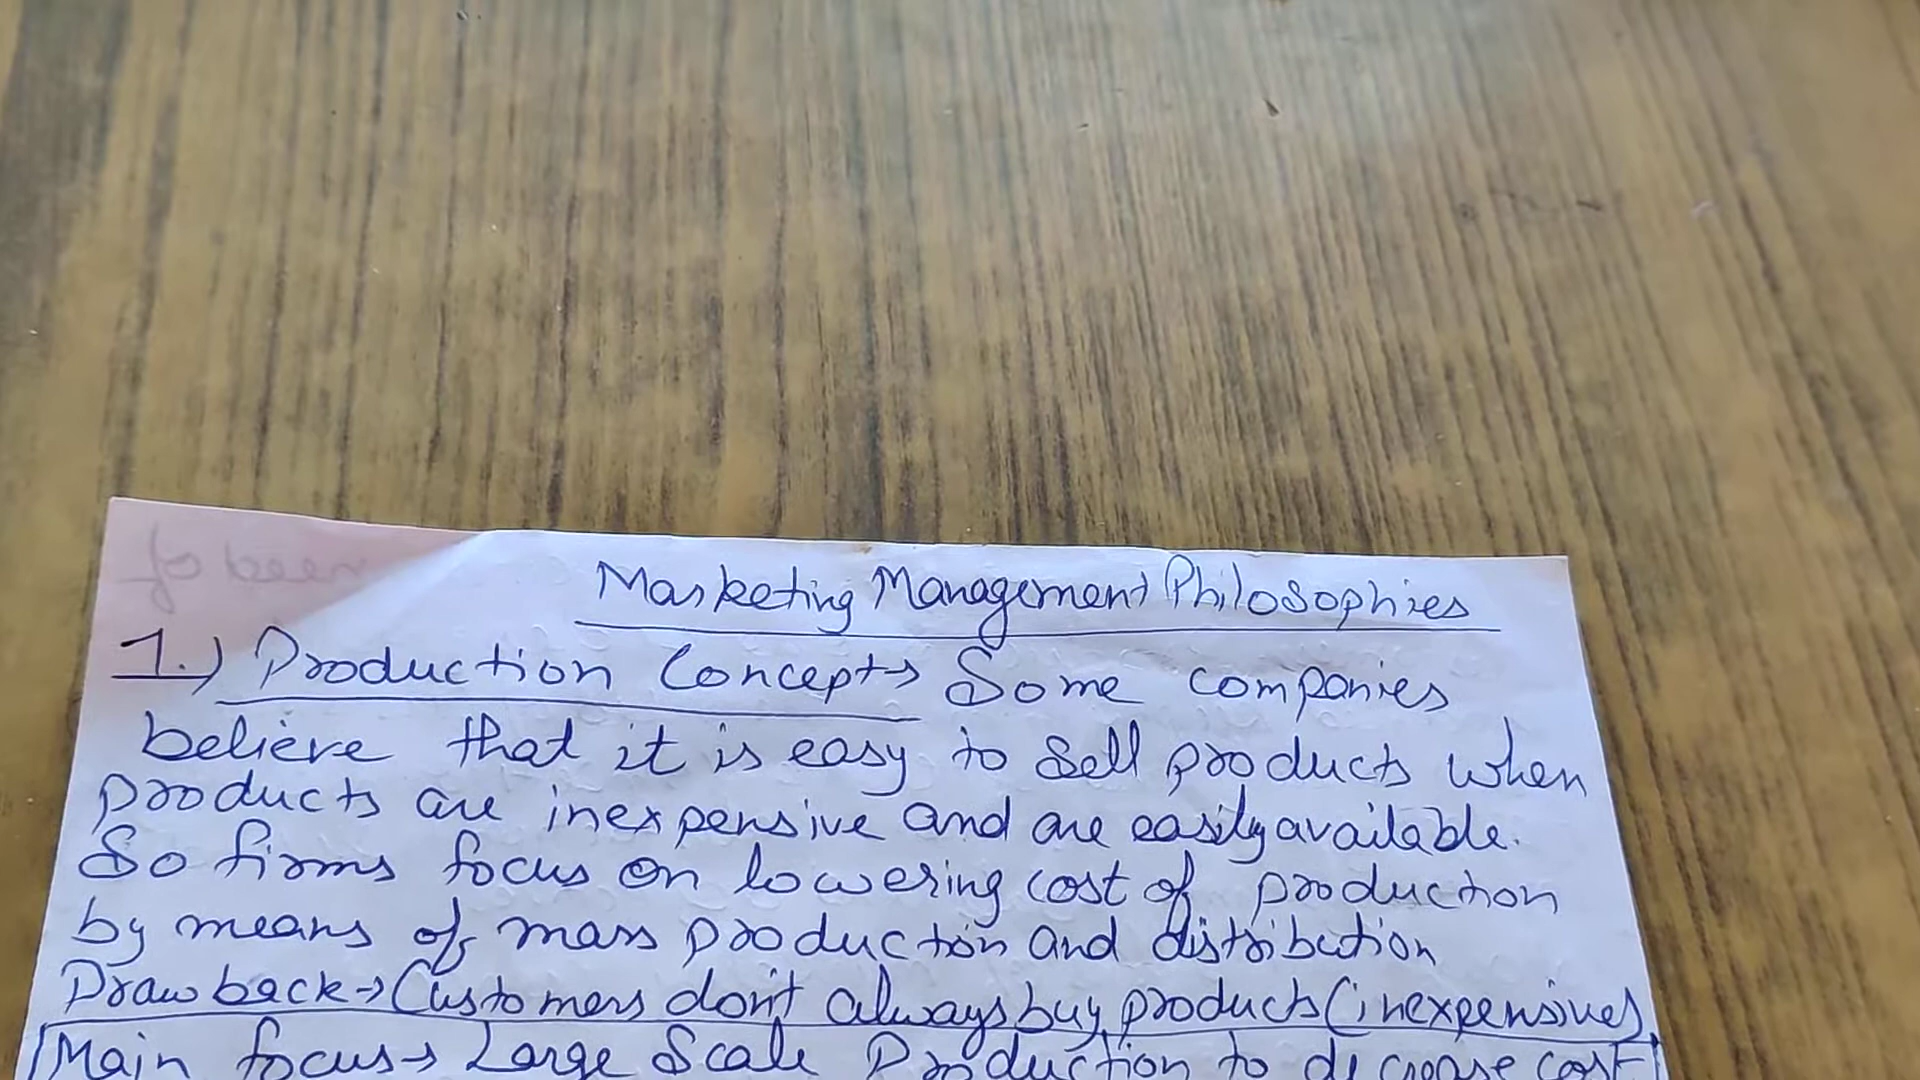 Marketing Management Philosophies
1.) Production Concept→ Some companies
believe that it is easy to sell products when
products are inexpensive and are easily available.
So firms focus on lowering cost of production
by means of mass production and distribution
Drawback→Customers don't always buy products (inexpensive)
Main focus→ Large Scale Production to decrease cost